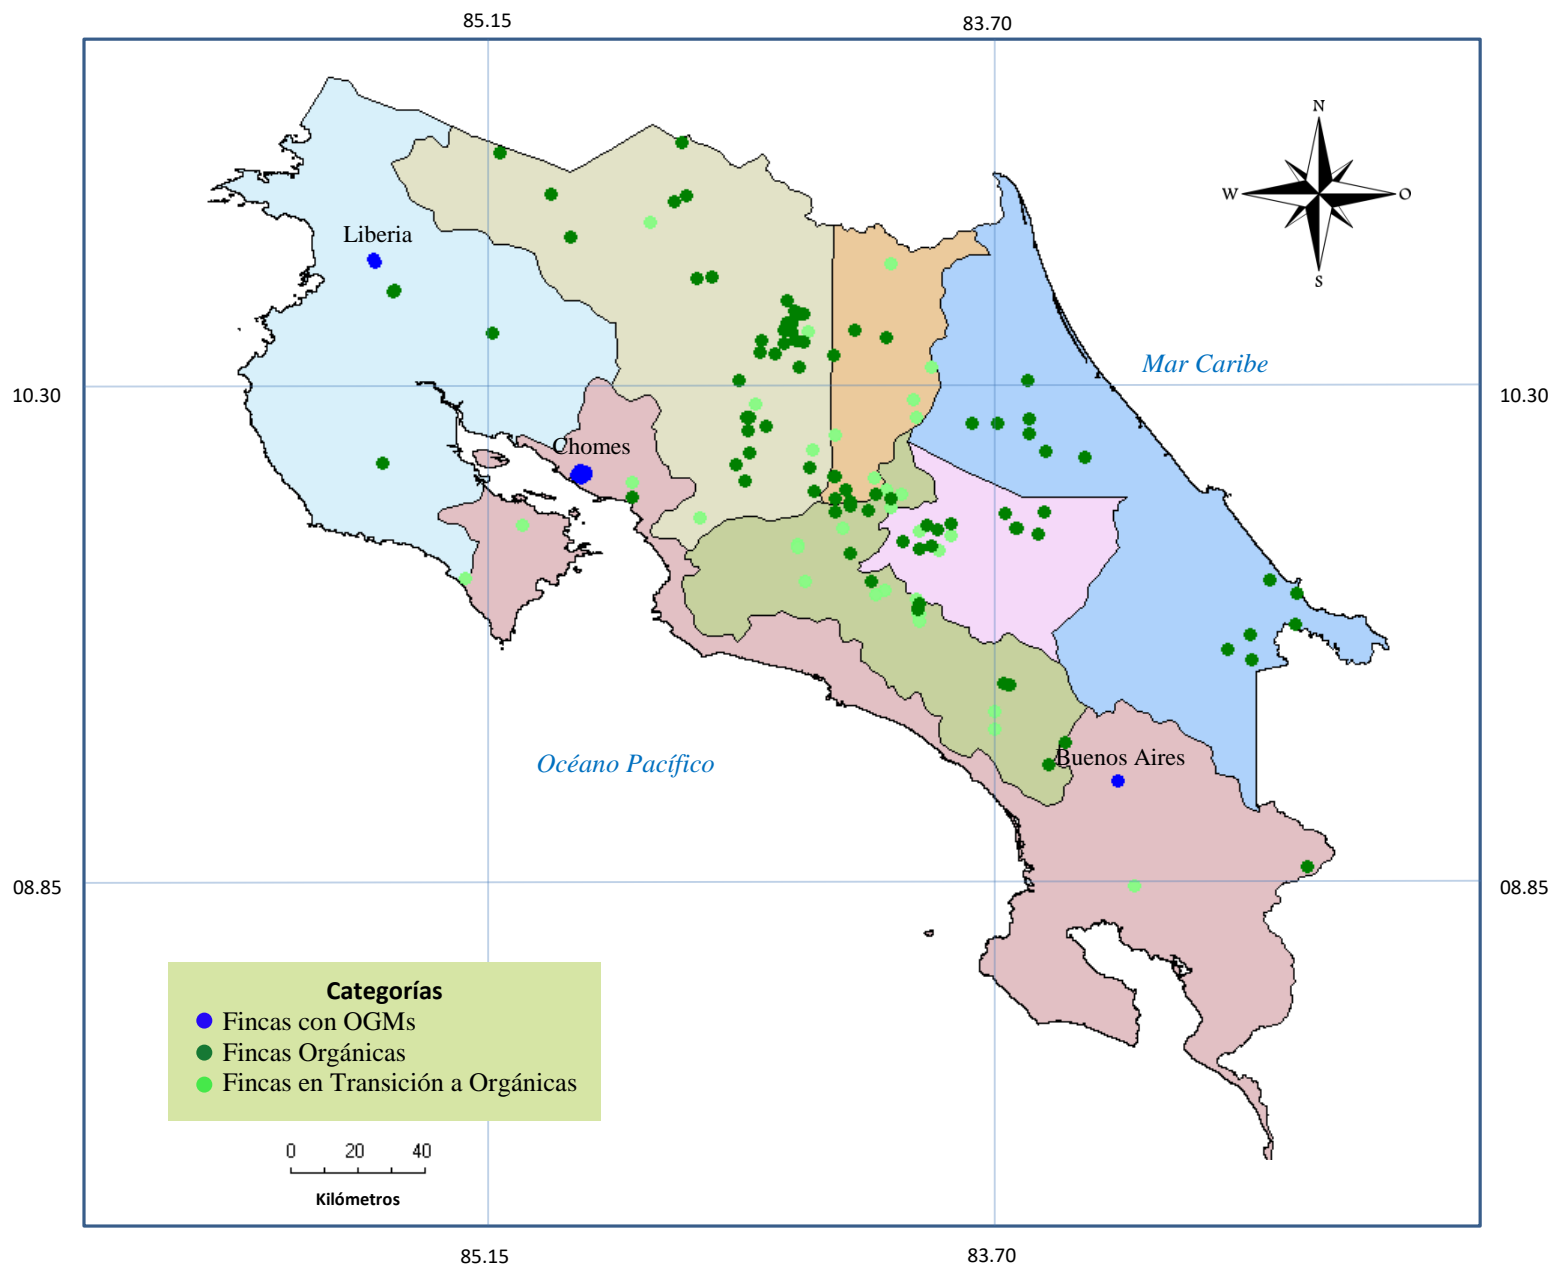 85.15
83.70
N
W
O
S
Liberia
Mar Caribe
10.30
10.30
Chomes
Océano Pacífico
Buenos Aires
08.85
08.85
Categorías
Fincas con OGMs
Fincas Orgánicas
Fincas en Transición a Orgánicas
0 20 40
Kilómetros
85.15
83.70